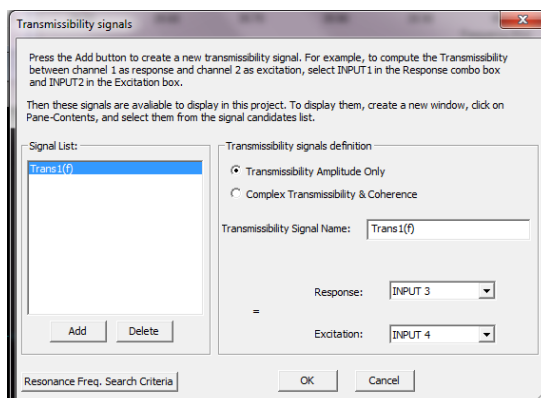 Transmissibility signals
Press the Add button to create a new transmissibility signal. For example, to compute the Transmissibility
between channel 1 as response and channel 2 as excitation, select INPUT1 in the Response combo box
and INPUT2 in the Excitation box.
Then these signals are avaliable to display in this project. To display them, create a new window, click on
Pane-Contents, and select them from the signal candidates list.
Signal List:
Trans1(f)
Add
Delete
Transmissibility signals definition
Transmissibility Amplitude Only
Complex Transmissibility & Coherence
Transmissibility Signal Name:
Trans1(f)
Response:
INPUT 3
=
Excitation:
INPUT 4
Resonance Freq. Search Criteria
OK
Cancel